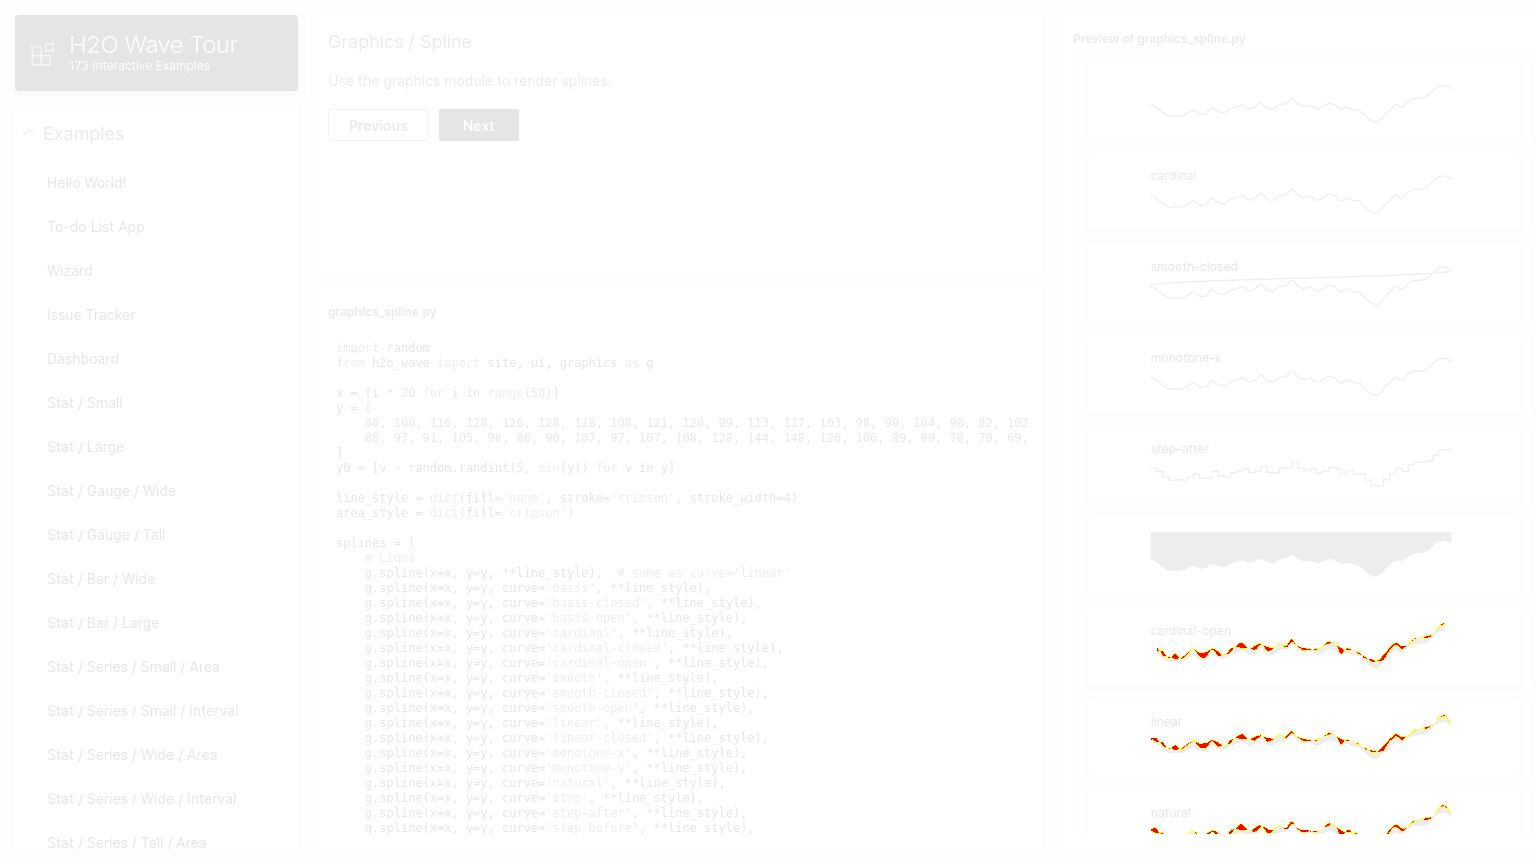 H2O Wave Tour
173 Interactive Examples
Examples
Hello World!
To-do List App
Wizard
Issue Tracker
Dashboard
Stat / Small
Stat / Large
Stat / Gauge / Wide
Stat / Gauge / Tall
Stat / Bar / Wide
Stat / Bar / Large
Stat / Series / Small / Area
Stat / Series / Small / Interval
Stat / Series / Wide / Area
Stat / Series / Wide / Interval
Stat / Series / Tall / Area
Graphics / Spline
Use the graphics module to render splines.
Previous Next
graphics_spline.py
import random
from h2o_wave import site, ui, graphics as g
x = [i * 20 for i in range(50)]
y = [
88, 100, 116, 128, 126, 128, 118, 108, 121, 120, 99, 113, 117, 103, 98, 90, 104, 98, 82, 102
88, 97, 91, 105, 98, 86, 90, 107, 97, 107, 108, 128, 144, 148, 126, 106, 89, 99, 78, 70, 69,
]
y0 = [v - random.randint(5, min(y)) for v in y]
line_style = dict(fill='none', stroke='crimson', stroke_width=4)
area_style = dict(fill='crimson')
splines = [
# Lines
g.spline(x=x, y=y, **line_style),  # same as curve='linear'
g.spline(x=x, y=y, curve='basis', **line_style),
g.spline(x=x, y=y, curve='basis-closed', **line_style),
g.spline(x=x, y=y, curve='basis-open', **line_style),
g.spline(x=x, y=y, curve='cardinal', **line_style),
g.spline(x=x, y=y, curve='cardinal-closed', **line_style),
g.spline(x=x, y=y, curve='cardinal-open', **line_style),
g.spline(x=x, y=y, curve='smooth', **line_style),
g.spline(x=x, y=y, curve='smooth-closed', **line_style),
g.spline(x=x, y=y, curve='smooth-open', **line_style),
g.spline(x=x, y=y, curve='linear', **line_style),
g.spline(x=x, y=y, curve='linear-closed', **line_style),
g.spline(x=x, y=y, curve='monotone-x', **line_style),
g.spline(x=x, y=y, curve='monotone-y', **line_style),
g.spline(x=x, y=y, curve='natural', **line_style),
g.spline(x=x, y=y, curve='step', **line_style),
g.spline(x=x, y=y, curve='step-after', **line_style),
g.spline(x=x, y=y, curve='step-before', **line_style),
Preview of graphics_spline.py
cardinal
smooth-closed
monotone-x
step-after
cardinal-open
linear
natural